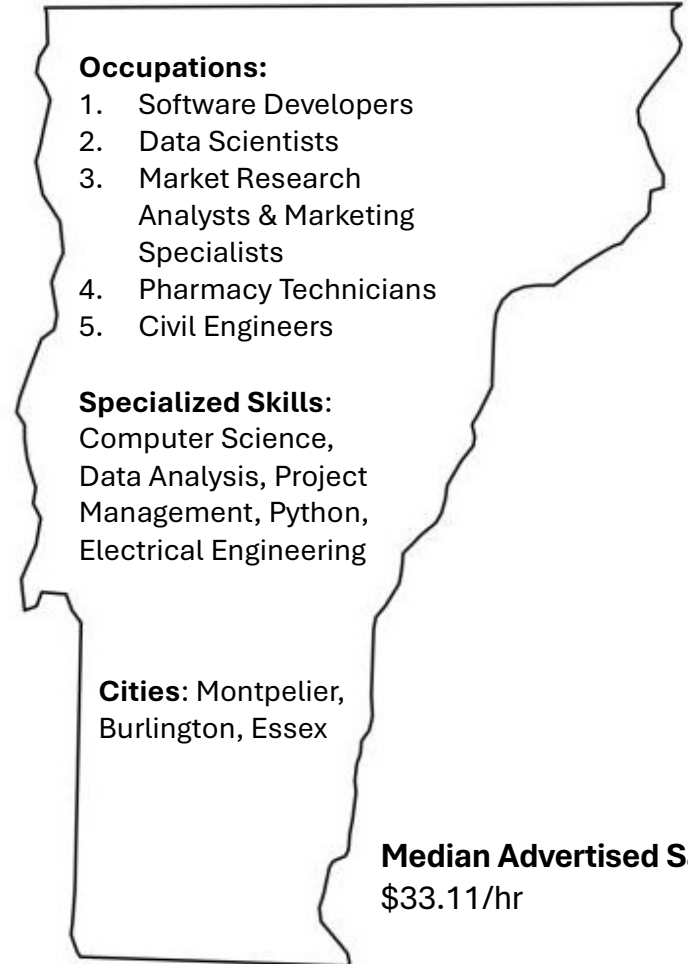 Occupations:
1. Software Developers
2. Data Scientists
3. Market Research
Analysts & Marketing
Specialists
4. Pharmacy Technicians
5. Civil Engineers
Specialized Skills:
Computer Science,
Data Analysis, Project
Management, Python,
Electrical Engineering
Cities: Montpelier,
Burlington, Essex
Median Advertised
$33.11/hr